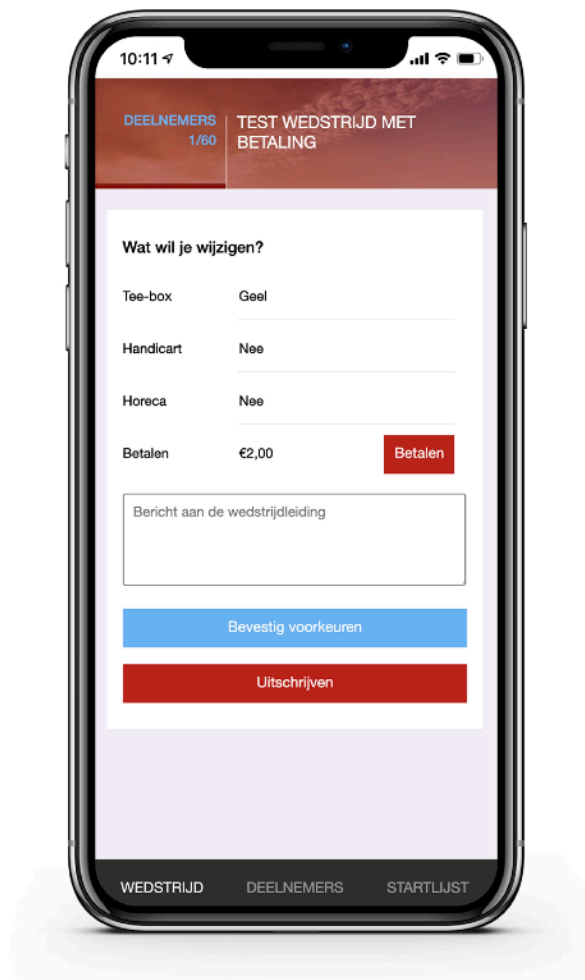 10:11
DEELNEMERS
1/60
TEST WEDSTRIJD MET
BETALING
Wat wil je wijzigen?
Tee-box Geel
Handicart Nee
Horeca Nee
Betalen €2,00 Betalen
Bericht aan de wedstrijdleiding
Bevestig voorkeuren
Uitschrijven
WEDSTRIJD DEELNEMERS STARTLIJST